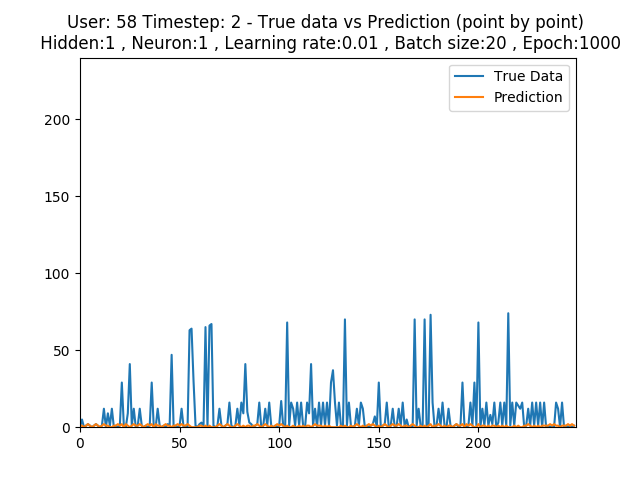 User: 58 Timestep: 2 - True data vs Prediction (point by point)
Hidden:1 , Neuron:1 , Learning rate:0.01 , Batch size:20 , Epoch:1000
True Data
Prediction
200
150
100
50
0
0 50 100 150 200